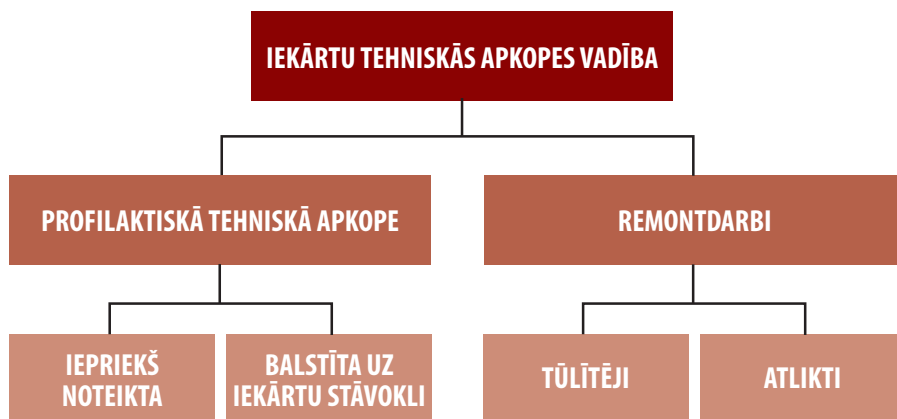 IEKĀRTU TEHNISKĀS APKOPES VADĪBA
PROFILAKTISKĀ TEHNISKĀ APKOPE
REMONTDARBI
IEPRIEKŠ
NOTEIKTA
BALSTĪTA UZ
IEKĀRTU STĀVOKLI
TŪLĪTĒJI
ATLIKTI